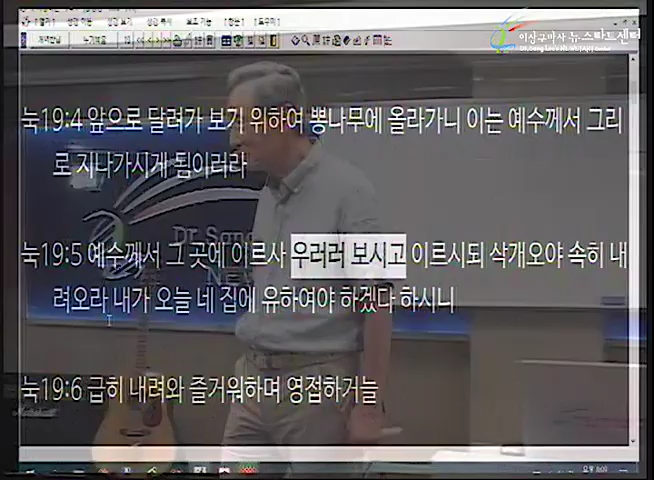 이상구박사 뉴스타트센터
눅19:4 앞으로 달려가 보기 위하여 뽕나무에 올라가니 이는 예수께서 그리
로 지나가시게 됨이러라
눅19:5 예수께서 그 곳에 이르사 우러러 보시고 이르시되 삭개오야 속히 내
려오라 내가 오늘 네 집에 유하여야 하겠다 하시니
눅19:6 급히 내려와 즐거워하며 영접하거늘